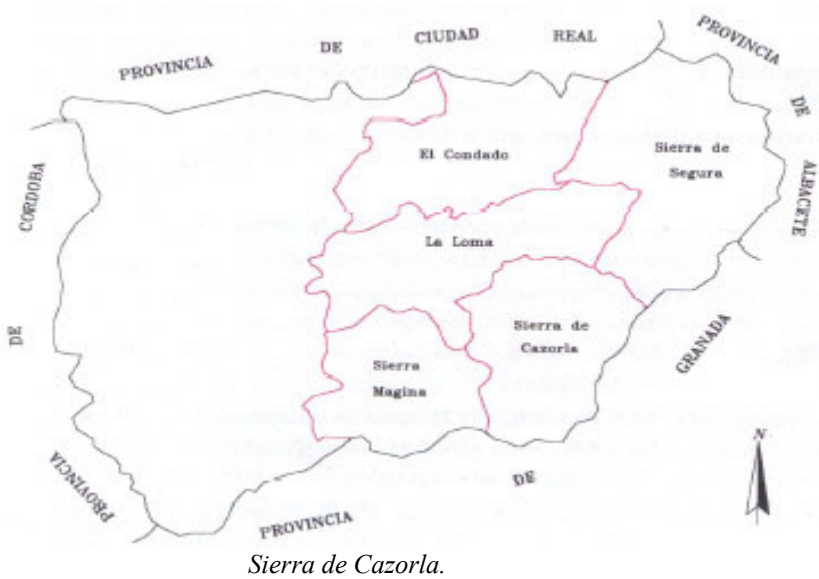 PROVINCIA DE CIUDAD REAL
PROVINCIA DE ALBACETE
El Condado
Sierra de
Segura
La Loma
Sierra de
Cazorla
Sierra
Magina
PROVINCIA DE CORDOBA
PROVINCIA DE GRANADA
N
Sierra de Cazorla.